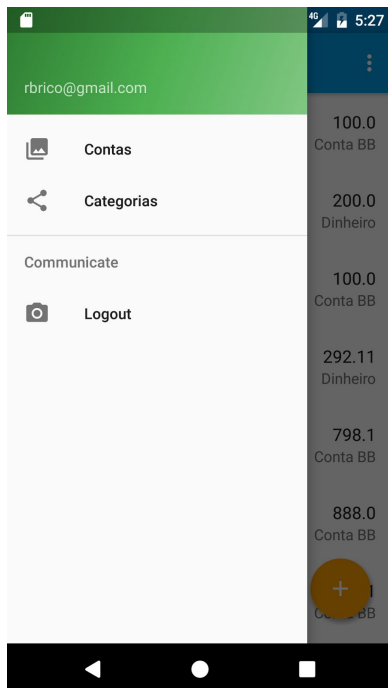 4G 5:27
rbrico@gmail.com
Contas
Categorias
Communicate
Logout
100.0
Conta BB
200.0
Dinheiro
100.0
Conta BB
292.11
Dinheiro
798.1
Conta BB
888.0
Conta BB
+